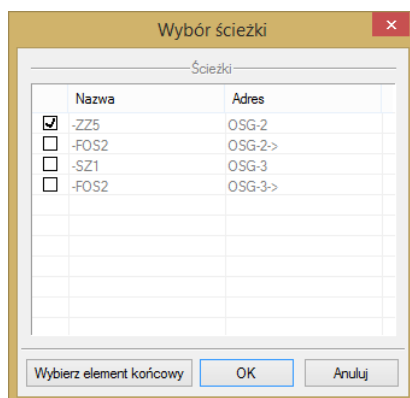 Wybór ścieżki
Ścieżki
Nazwa Adres
-ZZ5 OSG-2
-FOS2 OSG-2->
-SZ1 OSG-3
-FOS2 OSG-3->
Wybierz element końcowy OK Anuluj